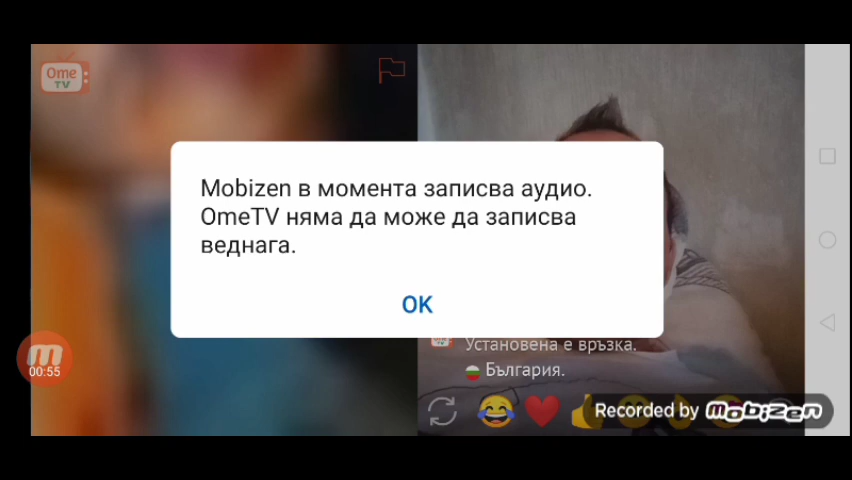 Ome
TV
Mobizen в момента записва аудио.
OmeTV няма да може да записва
веднага.
OK
00:55
Установена е връзка.
България.
Recorded by Mobizen